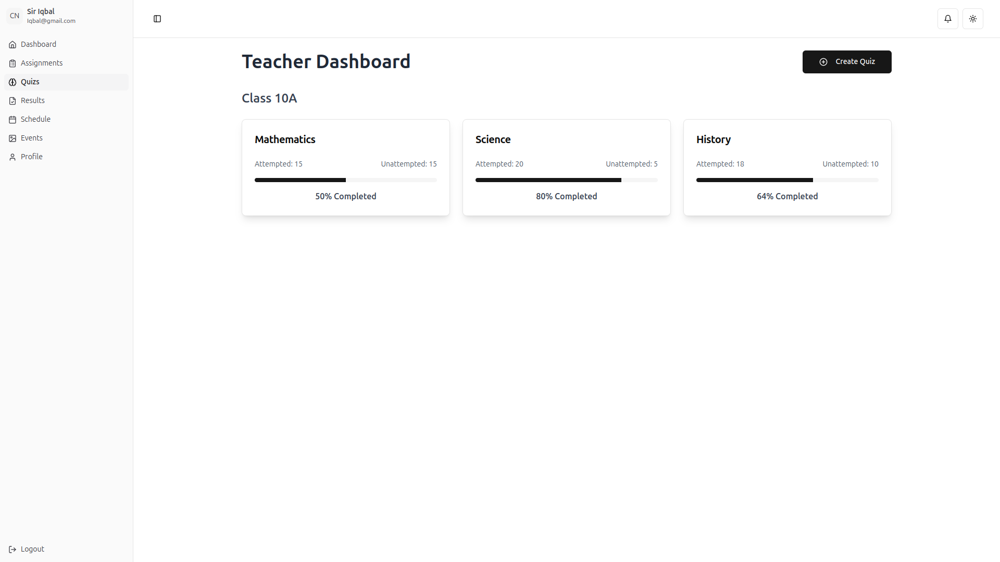 CN
Sir Iqbal
Iqbal@gmail.com
Dashboard
Assignments
Quizs
Results
Schedule
Events
Profile
Logout
Teacher Dashboard
Create Quiz
Class 10A
Mathematics
Attempted: 15 Unattempted: 15
50% Completed
Science
Attempted: 20 Unattempted: 5
80% Completed
History
Attempted: 18 Unattempted: 10
64% Completed